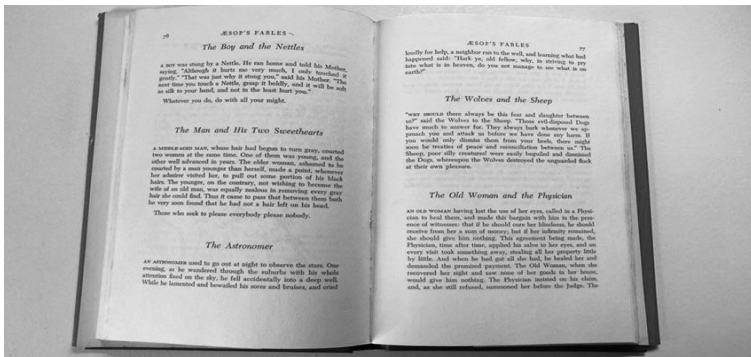 78
ÆSOP'S FABLES
The Boy and the Nettles
A BOY was stung by a Nettle. He ran home and told his Mother,
saying, "Although it hurts me very much, I only touched it
gently." "That was just why it stung you," said his Mother. "The
next time you touch a Nettle, grasp it boldly, and it will be soft
as silk to your hand, and not in the least hurt you."
Whatever you do, do with all your might.
The Man and His Two Sweethearts
A MIDDLE-AGED MAN, whose hair had begun to turn gray, courted
two women at the same time. One of them was young, and the
other well advanced in years. The elder woman, ashamed to be
courted by a man younger than herself, made a point, whenever
her admirer visited her, to pull out some portion of his black
hairs. The younger, on the contrary, not wishing to become the
wife of an old man, was equally zealous in removing every gray
hair she could find. Thus it came to pass that between them both
he very soon found that he had not a hair left on his head.
Those who seek to please everybody please nobody.
The Astronomer
AN ASTRONOMER used to go out at night to observe the stars. One
evening, as he wandered through the suburbs with his whole
attention fixed on the sky, he fell accidentally into a deep well.
While he lamented and bewailed his sores and bruises, and cried
ÆSOP'S FABLES
77
loudly for help, a neighbor ran to the well, and learning what had
happened said: "Hark ye, old fellow, why, in striving to pry
into what is in heaven, do you not manage to see what is on
earth?"
The Wolves and the Sheep
"WHY SHOULD there always be this fear and slaughter between
us?" said the Wolves to the Sheep. "Those evil-disposed Dogs
have much to answer for. They always bark whenever we ap-
proach you and attack us before we have done any harm. If
you would only dismiss them from your heels, there might
soon be treaties of peace and reconciliation between us." The
Sheep, poor silly creatures! were easily beguiled and dismissed
the Dogs, whereupon the Wolves destroyed the unguarded flock
at their own pleasure.
The Old Woman and the Physician
AN OLD WOMAN having lost the use of her eyes, called in a Physi-
cian to heal them, and made this bargain with him in the pres-
ence of witnesses: that if he should cure her blindness, he should
receive from her a sum of money; but if her infirmity remained,
she should give him nothing. This agreement being made, the
Physician, time after time, applied his salve to her eyes, and on
every visit took something away, stealing all her property little
by little. And when he had got all she had, he healed her and
demanded the promised payment. The Old Woman, when she
recovered her sight and saw none of her goods in her house,
would give him nothing. The Physician insisted on his claim,
and, as she still refused, summoned her before the Judge. The